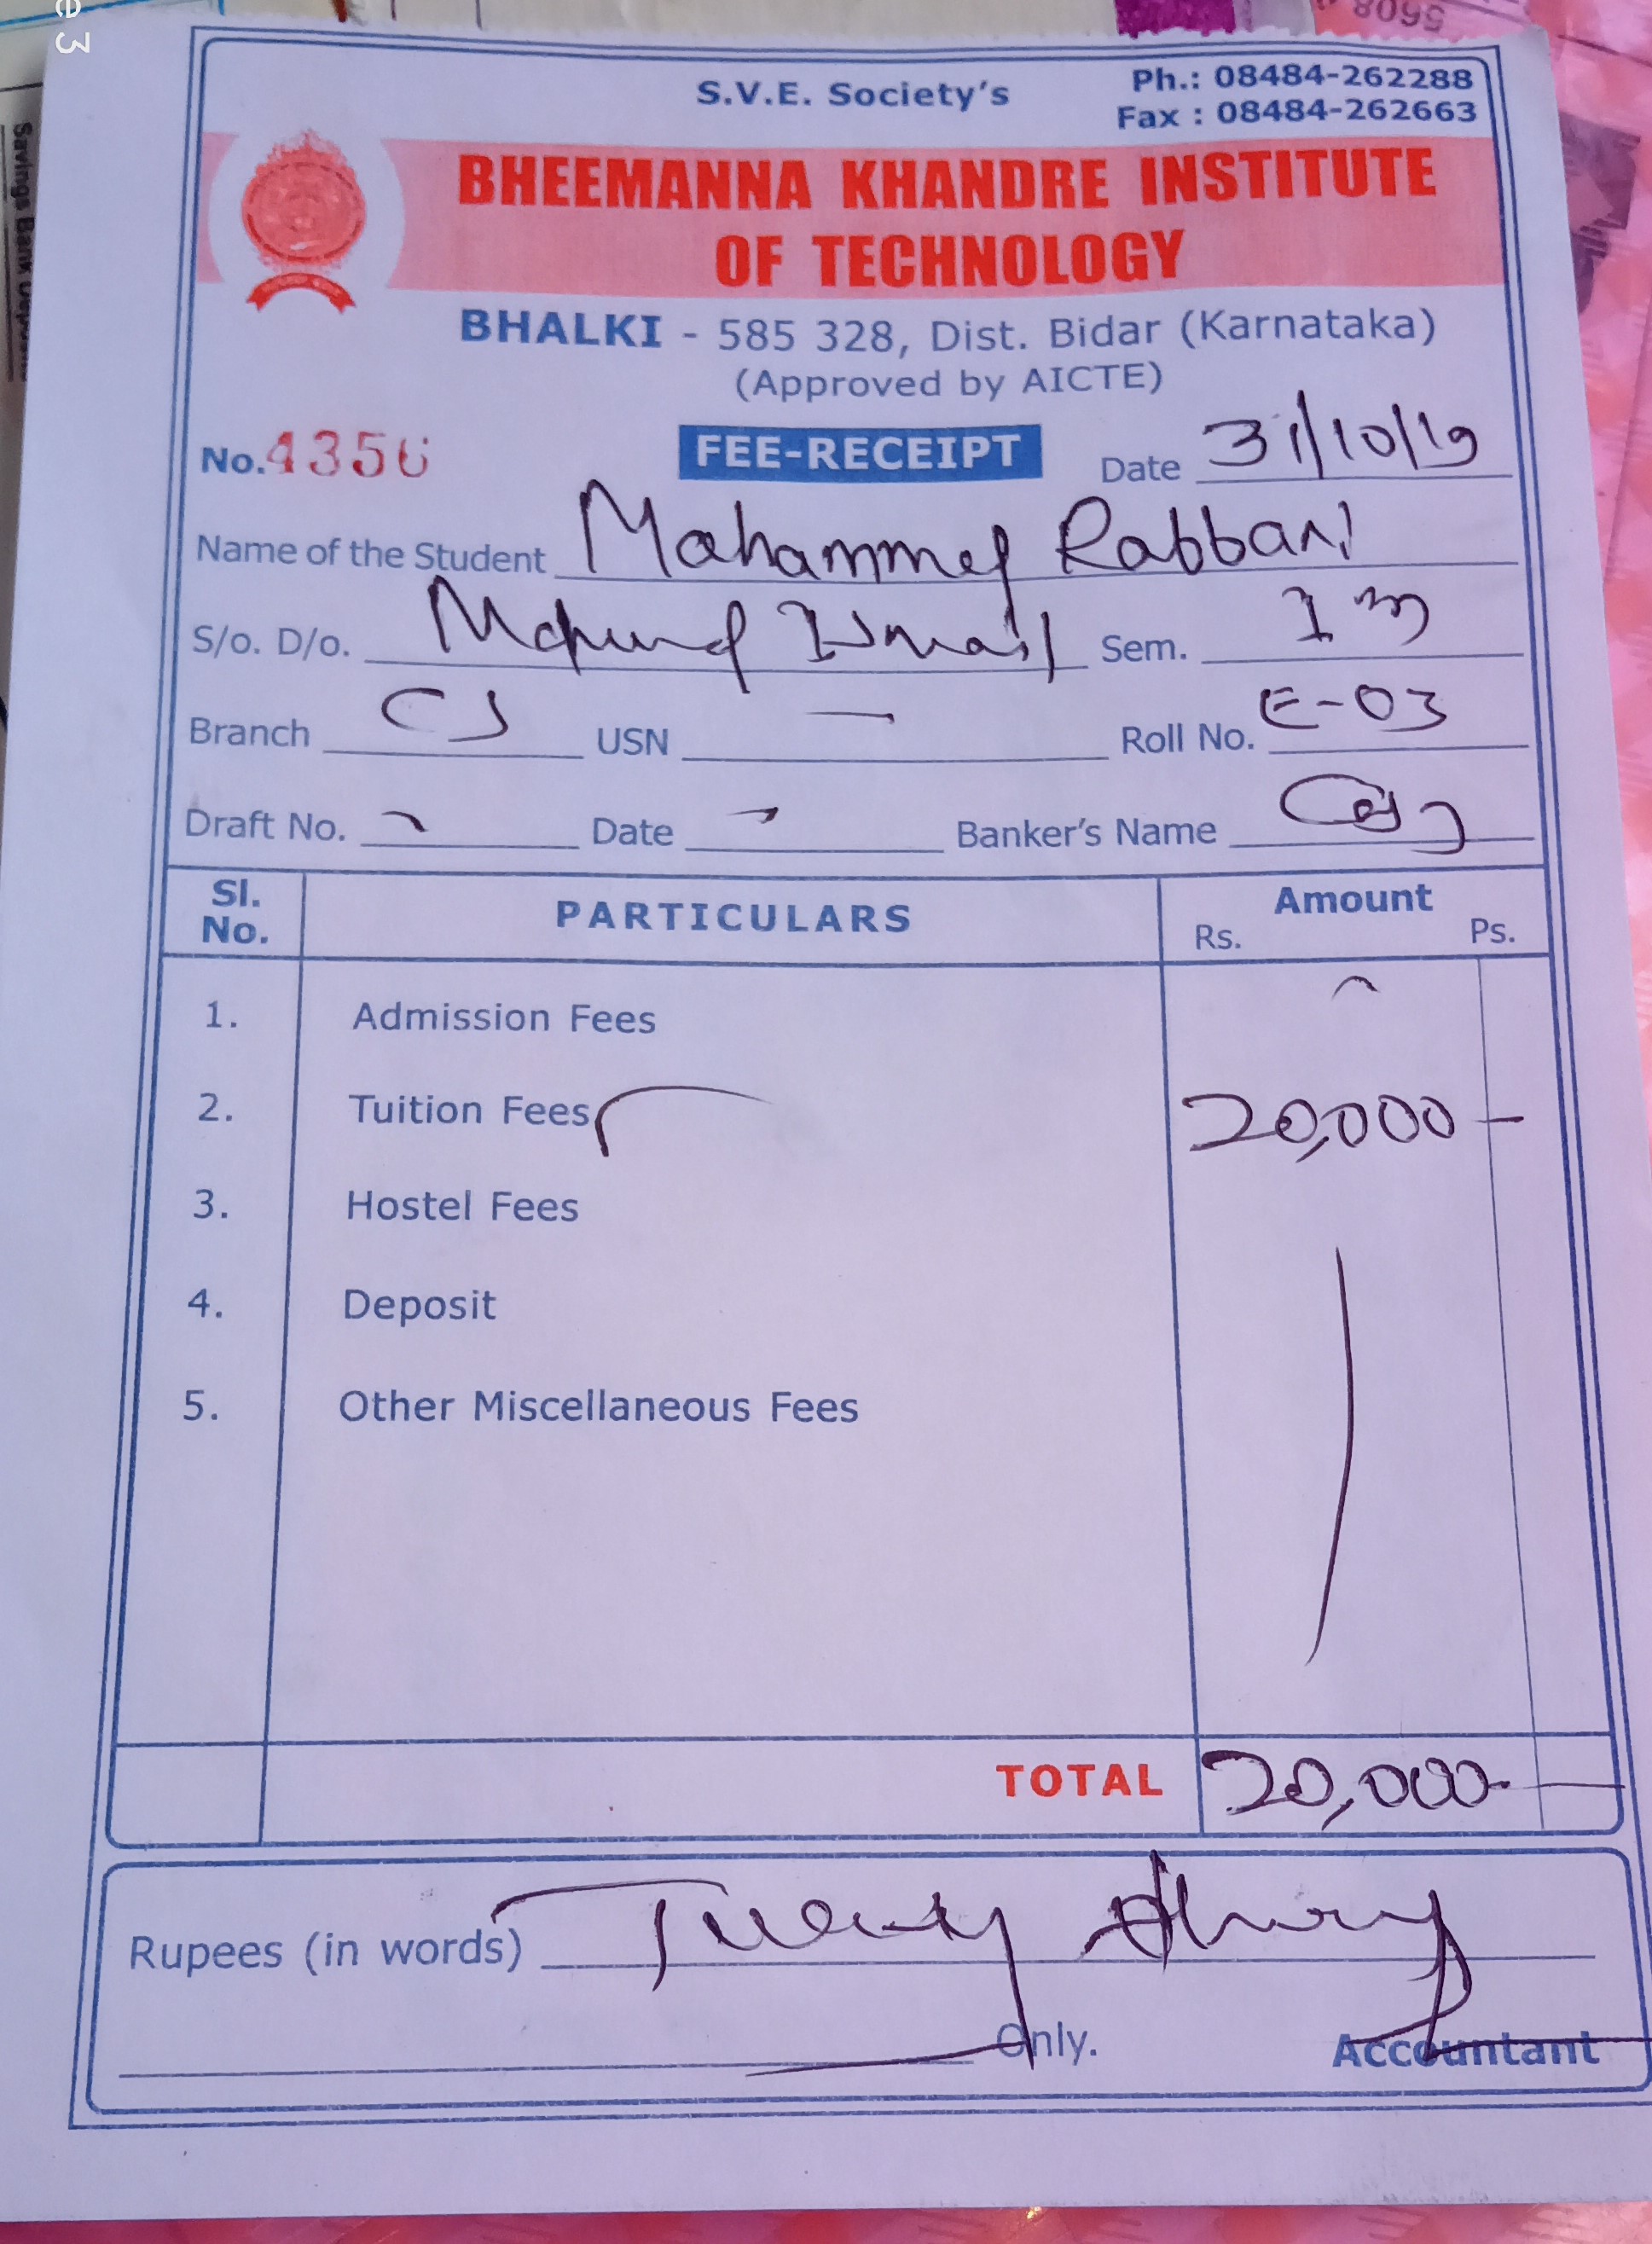 S.V.E. Society's
Ph.: 08484-262288
Fax : 08484-262663
BHEEMANNA KHANDRE INSTITUTE
OF TECHNOLOGY
BHALKI - 585 328, Dist. Bidar (Karnataka)
(Approved by AICTE)
No. 4356 FEE-RECEIPT Date 31/10/19
Name of the Student Mohammed Rabbani
S/o. D/o. Ismail Sem. I
Branch CS USN — Roll No. E-03
Draft No. - Date - Banker's Name Cash
Sl. No. PARTICULARS Amount
Rs. Ps.
1. Admission Fees -
2. Tuition Fees 20,000 -
3. Hostel Fees
4. Deposit
5. Other Miscellaneous Fees
TOTAL 20,000 -
Rupees (in words) Twenty
Only. Accountant
Savings Bank